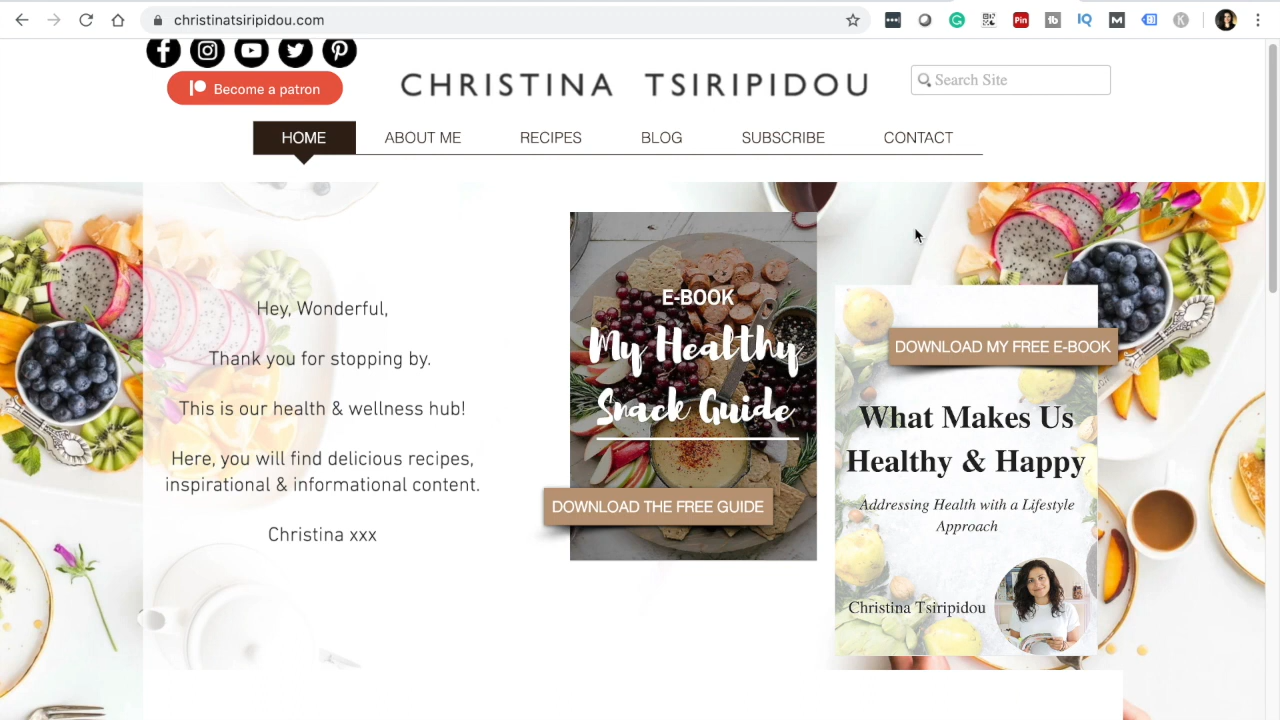 christinatsiripidou.com
Become a patron
CHRISTINA TSIRIPIDOU
Search Site
HOME
ABOUT ME
RECIPES
BLOG
SUBSCRIBE
CONTACT
Hey, Wonderful,
Thank you for stopping by.
This is our health & wellness hub!
Here, you will find delicious recipes,
inspirational & informational content.
Christina xxx
E-BOOK
My Healthy
Snack Guide
DOWNLOAD THE FREE GUIDE
DOWNLOAD MY FREE E-BOOK
What Makes Us
Healthy & Happy
Addressing Health with a Lifestyle
Approach
Christina Tsiripidou